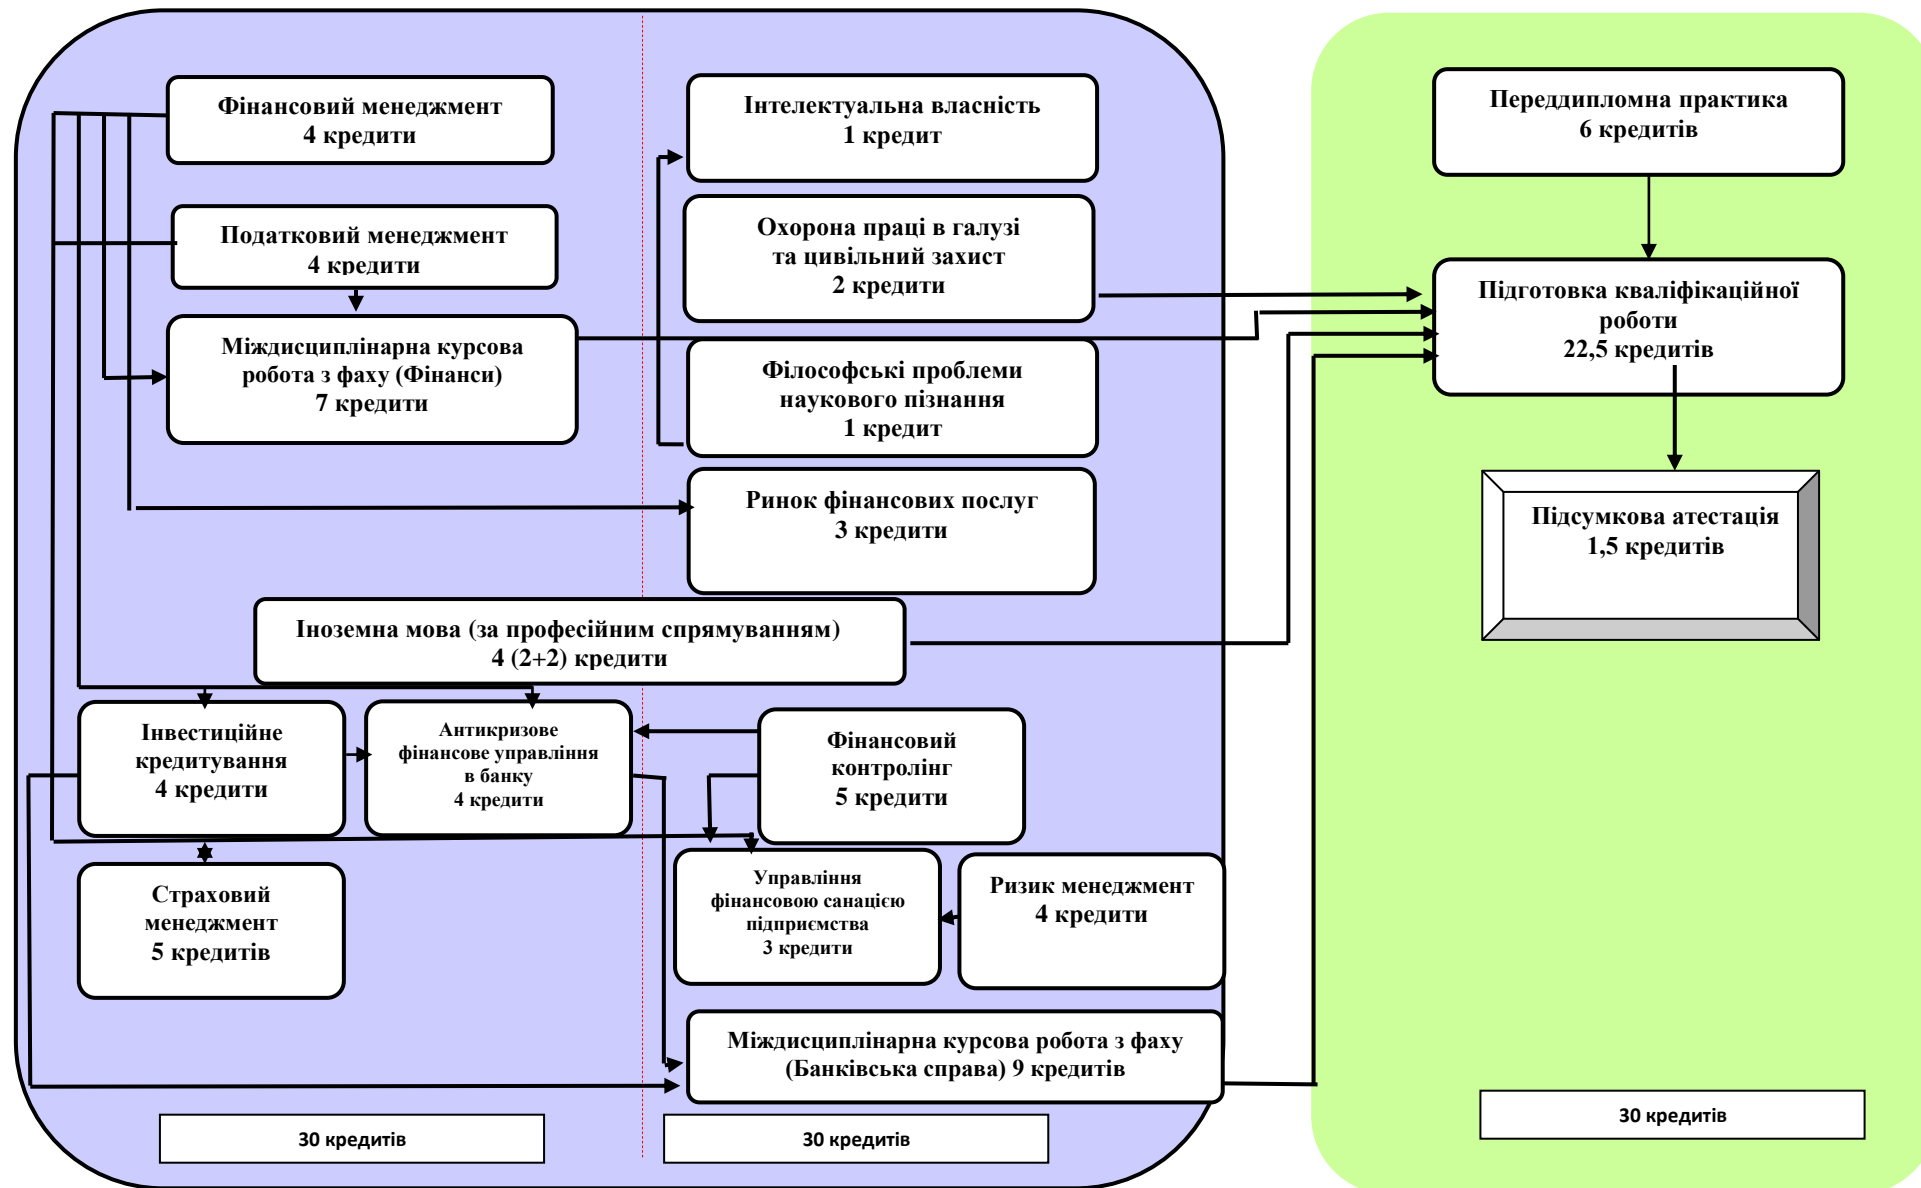 Фінансовий менеджмент
4 кредити
Податковий менеджмент
4 кредити
Міждисциплінарна курсова
робота з фаху (Фінанси)
7 кредити
Інтелектуальна власність
1 кредит
Охорона праці в галузі
та цивільний захист
2 кредити
Філософські проблеми
наукового пізнання
1 кредит
Ринок фінансових послуг
3 кредити
Іноземна мова (за професійним спрямуванням)
4 (2+2) кредити
Інвестиційне
кредитування
4 кредити
Антикризове
фінансове управління
в банку
4 кредити
Фінансовий
контролінг
5 кредити
Страховий
менеджмент
5 кредитів
Управління
фінансовою санацією
підприємства
3 кредити
Ризик менеджмент
4 кредити
Міждисциплінарна курсова робота з фаху
(Банківська справа) 9 кредитів
30 кредитів
30 кредитів
Переддипломна практика
6 кредитів
Підготовка кваліфікаційної
роботи
22,5 кредитів
Підсумкова атестація
1,5 кредитів
30 кредитів